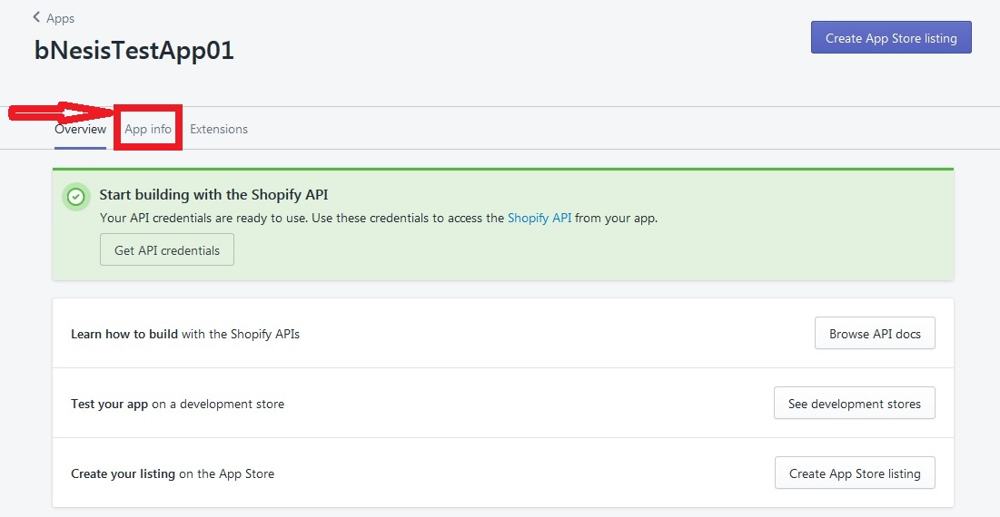 Apps
bNesisTestApp01
Create App Store listing
Overview App info Extensions
Start building with the Shopify API
Your API credentials are ready to use. Use these credentials to access the Shopify API from your app.
Get API credentials
Learn how to build with the Shopify APIs
Browse API docs
Test your app on a development store
See development stores
Create your listing on the App Store
Create App Store listing